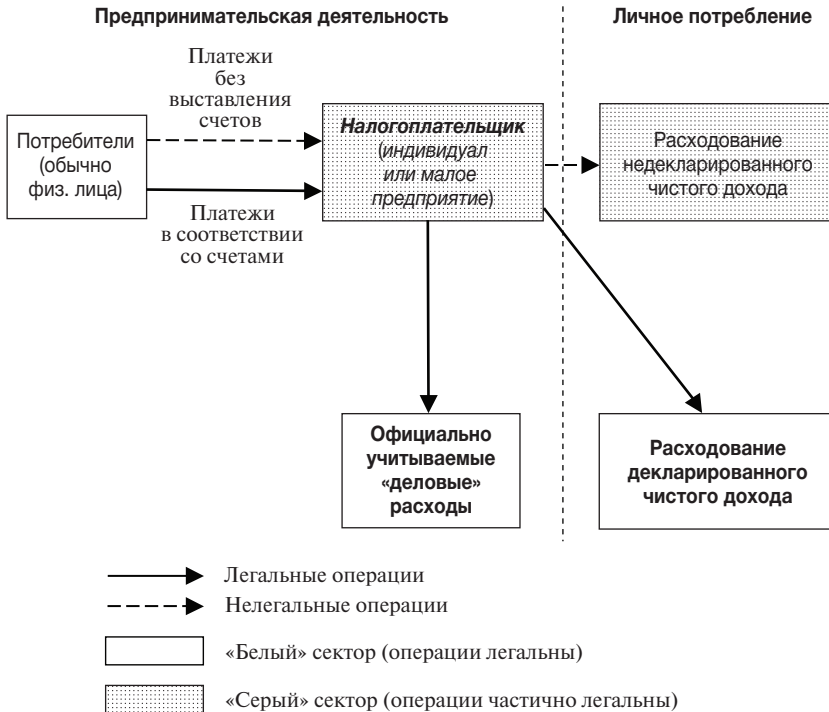 Предпринимательская деятельность
Личное потребление
Платежи
без
выставления
счетов
Потребители
(обычно
физ. лица)
Налогоплательщик
(индивидуал
или малое
предприятие)
Расходование
недекларированного
чистого дохода
Платежи
в соответствии
со счетами
Официально
учитываемые
«деловые»
расходы
Расходование
декларированного
чистого дохода
Легальные операции
Нелегальные операции
«Белый» сектор (операции легальны)
«Серый» сектор (операции частично легальны)